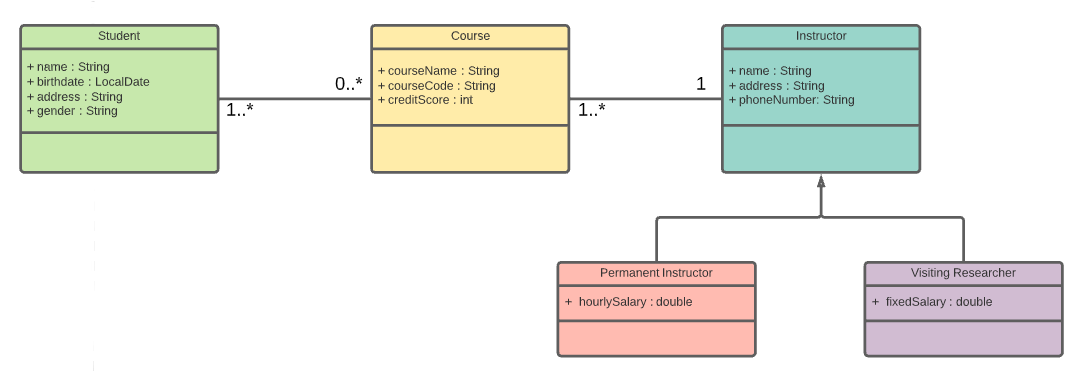 Student
+ name : String
+ birthdate : LocalDate
+ address : String
+ gender : String
1..*
0..*
Course
+ courseName : String
+ courseCode : String
+ creditScore : int
1..*
1
Instructor
+ name : String
+ address : String
+ phoneNumber: String
Permanent Instructor
+ hourlySalary : double
Visiting Researcher
+ fixedSalary : double